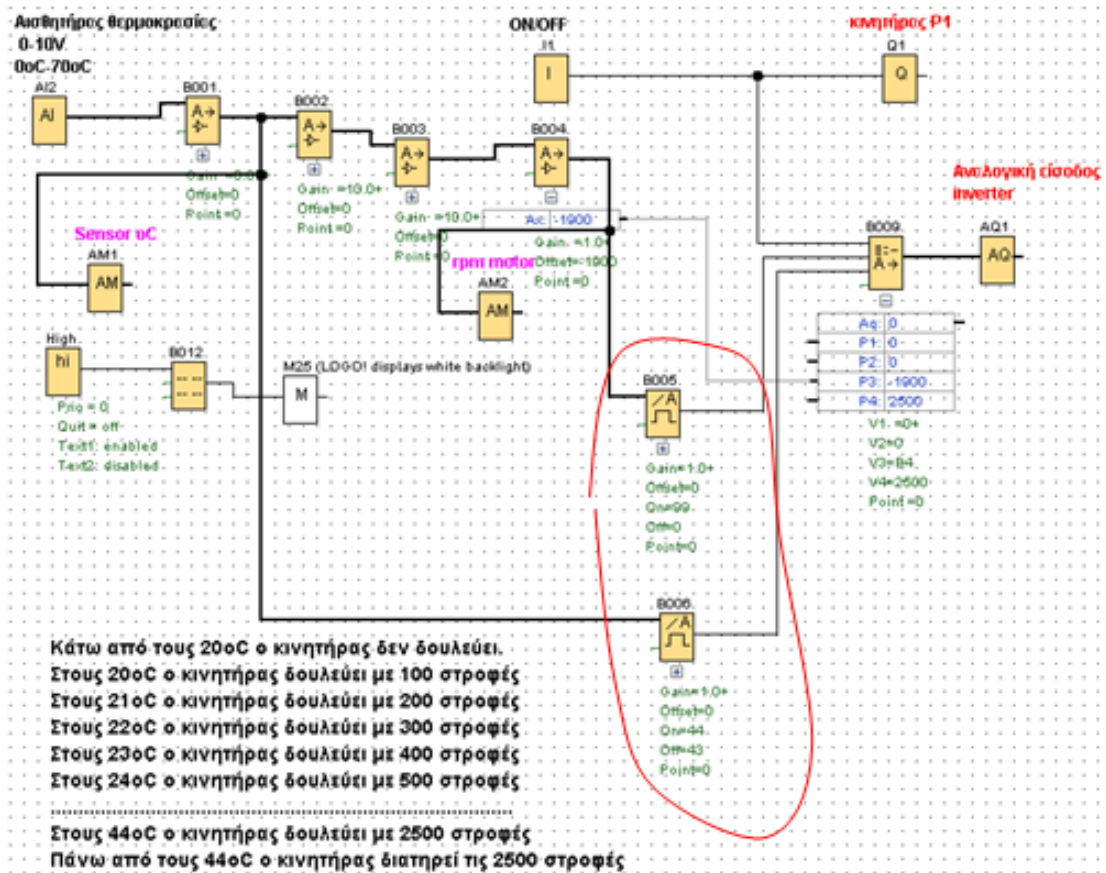 Αισθητήρας θερμοκρασίας
0-10V
0oC-70oC
ON/OFF
κινητήρας P1
AI2
AI
B001
A→
Offset=0
Point=0
B002
A→
Gain =10.0+
Offset=0
Point=0
B003
A→
Gain =10.0+
Offset=0
Point=0
B004
A→
Ax: -1900
Gain =1.0+
Offset=-1900
Point=0
I1
I
Q1
Q
Αναλογική είσοδος
inverter
B009
A→
AQ1
AQ
Aq: 0
P1: 0
P2: 0
P3: -1900
P4: 2500
V1 =0+
V2=0
V3=B4
V4=2500
Point=0
Sensor oC
AM1
AM
rpm motor
AM2
AM
High
hi
B012
Prio = 0
Quit = off
Text1: enabled
Text2: disabled
M25 (LOGO! displays white backlight)
M
B005
/A
Gain=1.0+
Offset=0
On=99
Off=0
Point=0
B006
/A
Gain=1.0+
Offset=0
On=44
Off=43
Point=0
Κάτω από τους 20oC ο κινητήρας δεν δουλεύει.
Στους 20oC ο κινητήρας δουλεύει με 100 στροφές
Στους 21oC ο κινητήρας δουλεύει με 200 στροφές
Στους 22oC ο κινητήρας δουλεύει με 300 στροφές
Στους 23oC ο κινητήρας δουλεύει με 400 στροφές
Στους 24oC ο κινητήρας δουλεύει με 500 στροφές
..........................................................................
Στους 44oC ο κινητήρας δουλεύει με 2500 στροφές
Πάνω από τους 44oC ο κινητήρας διατηρεί τις 2500 στροφές